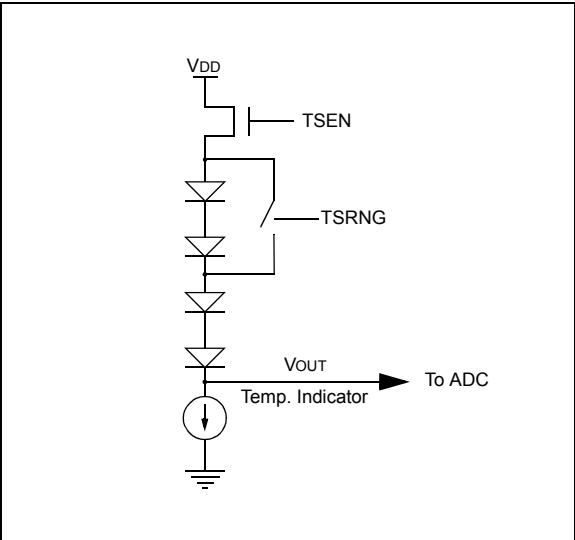 VDD
TSEN
TSRNG
VOUT
To ADC
Temp. Indicator